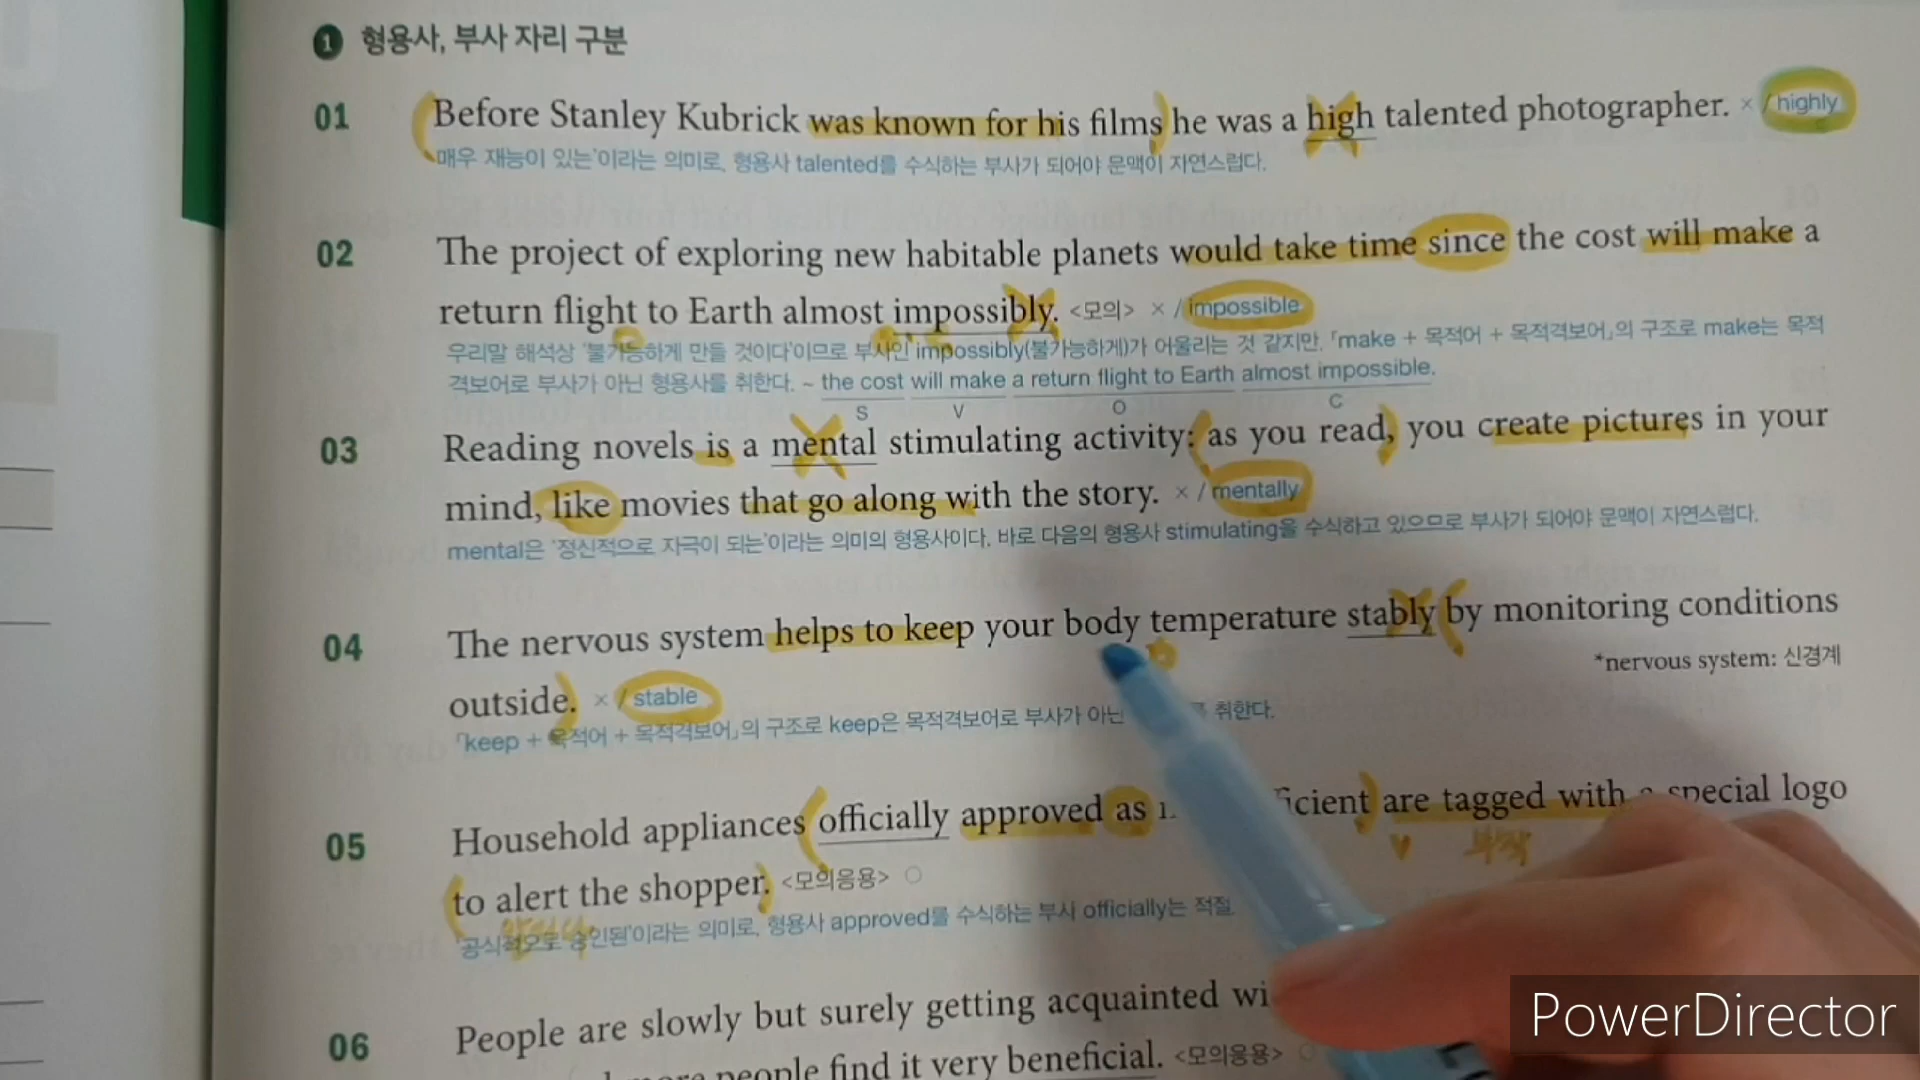 1 형용사, 부사 자리 구분
01 Before Stanley Kubrick was known for his films, he was a high talented photographer. × / highly
'매우 재능이 있는'이라는 의미로, 형용사 talented를 수식하는 부사가 되어야 문맥이 자연스럽다.
02 The project of exploring new habitable planets would take time since the cost will make a
return flight to Earth almost impossibly. <모의> × / impossible
우리말 해석상 '불가능하게 만들 것이다'이므로 부사인 impossibly(불가능하게)가 어울리는 것 같지만, 「make + 목적어 + 목적격보어」의 구조로 make는 목적
격보어로 부사가 아닌 형용사를 취한다. ~ the cost will make a return flight to Earth almost impossible.
S V O C
03 Reading novels is a mental stimulating activity: as you read, you create pictures in your
mind, like movies that go along with the story. × / mentally
mental은 '정신적으로 자극이 되는'이라는 의미의 형용사이다. 바로 다음의 형용사 stimulating을 수식하고 있으므로 부사가 되어야 문맥이 자연스럽다.
04 The nervous system helps to keep your body temperature stably by monitoring conditions
*nervous system: 신경계
outside. × / stable
「keep + 목적어 + 목적격보어」의 구조로 keep은 목적격보어로 부사가 아닌 취한다.
05 Household appliances officially approved as are tagged with a special logo
부착
to alert the shopper. <모의응용> ○
'공식적으로 승인된'이라는 의미로, 형용사 approved를 수식하는 부사 officially는 적절
06 People are slowly but surely getting acquainted
more people find it very beneficial. <모의응용> ○
PowerDirector